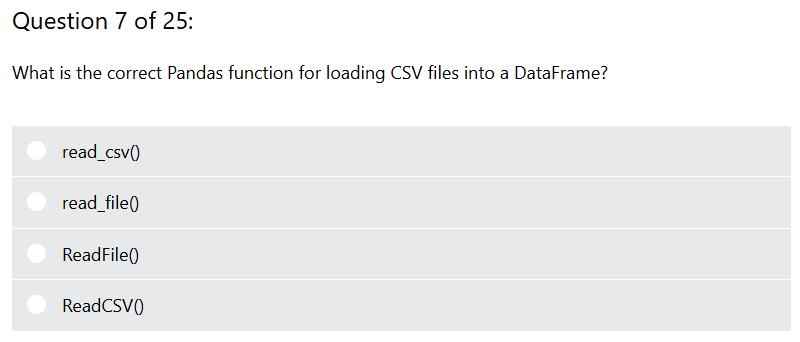 Question 7 of 25:
What is the correct Pandas function for loading CSV files into a DataFrame?
read_csv()
read_file()
ReadFile()
ReadCSV()